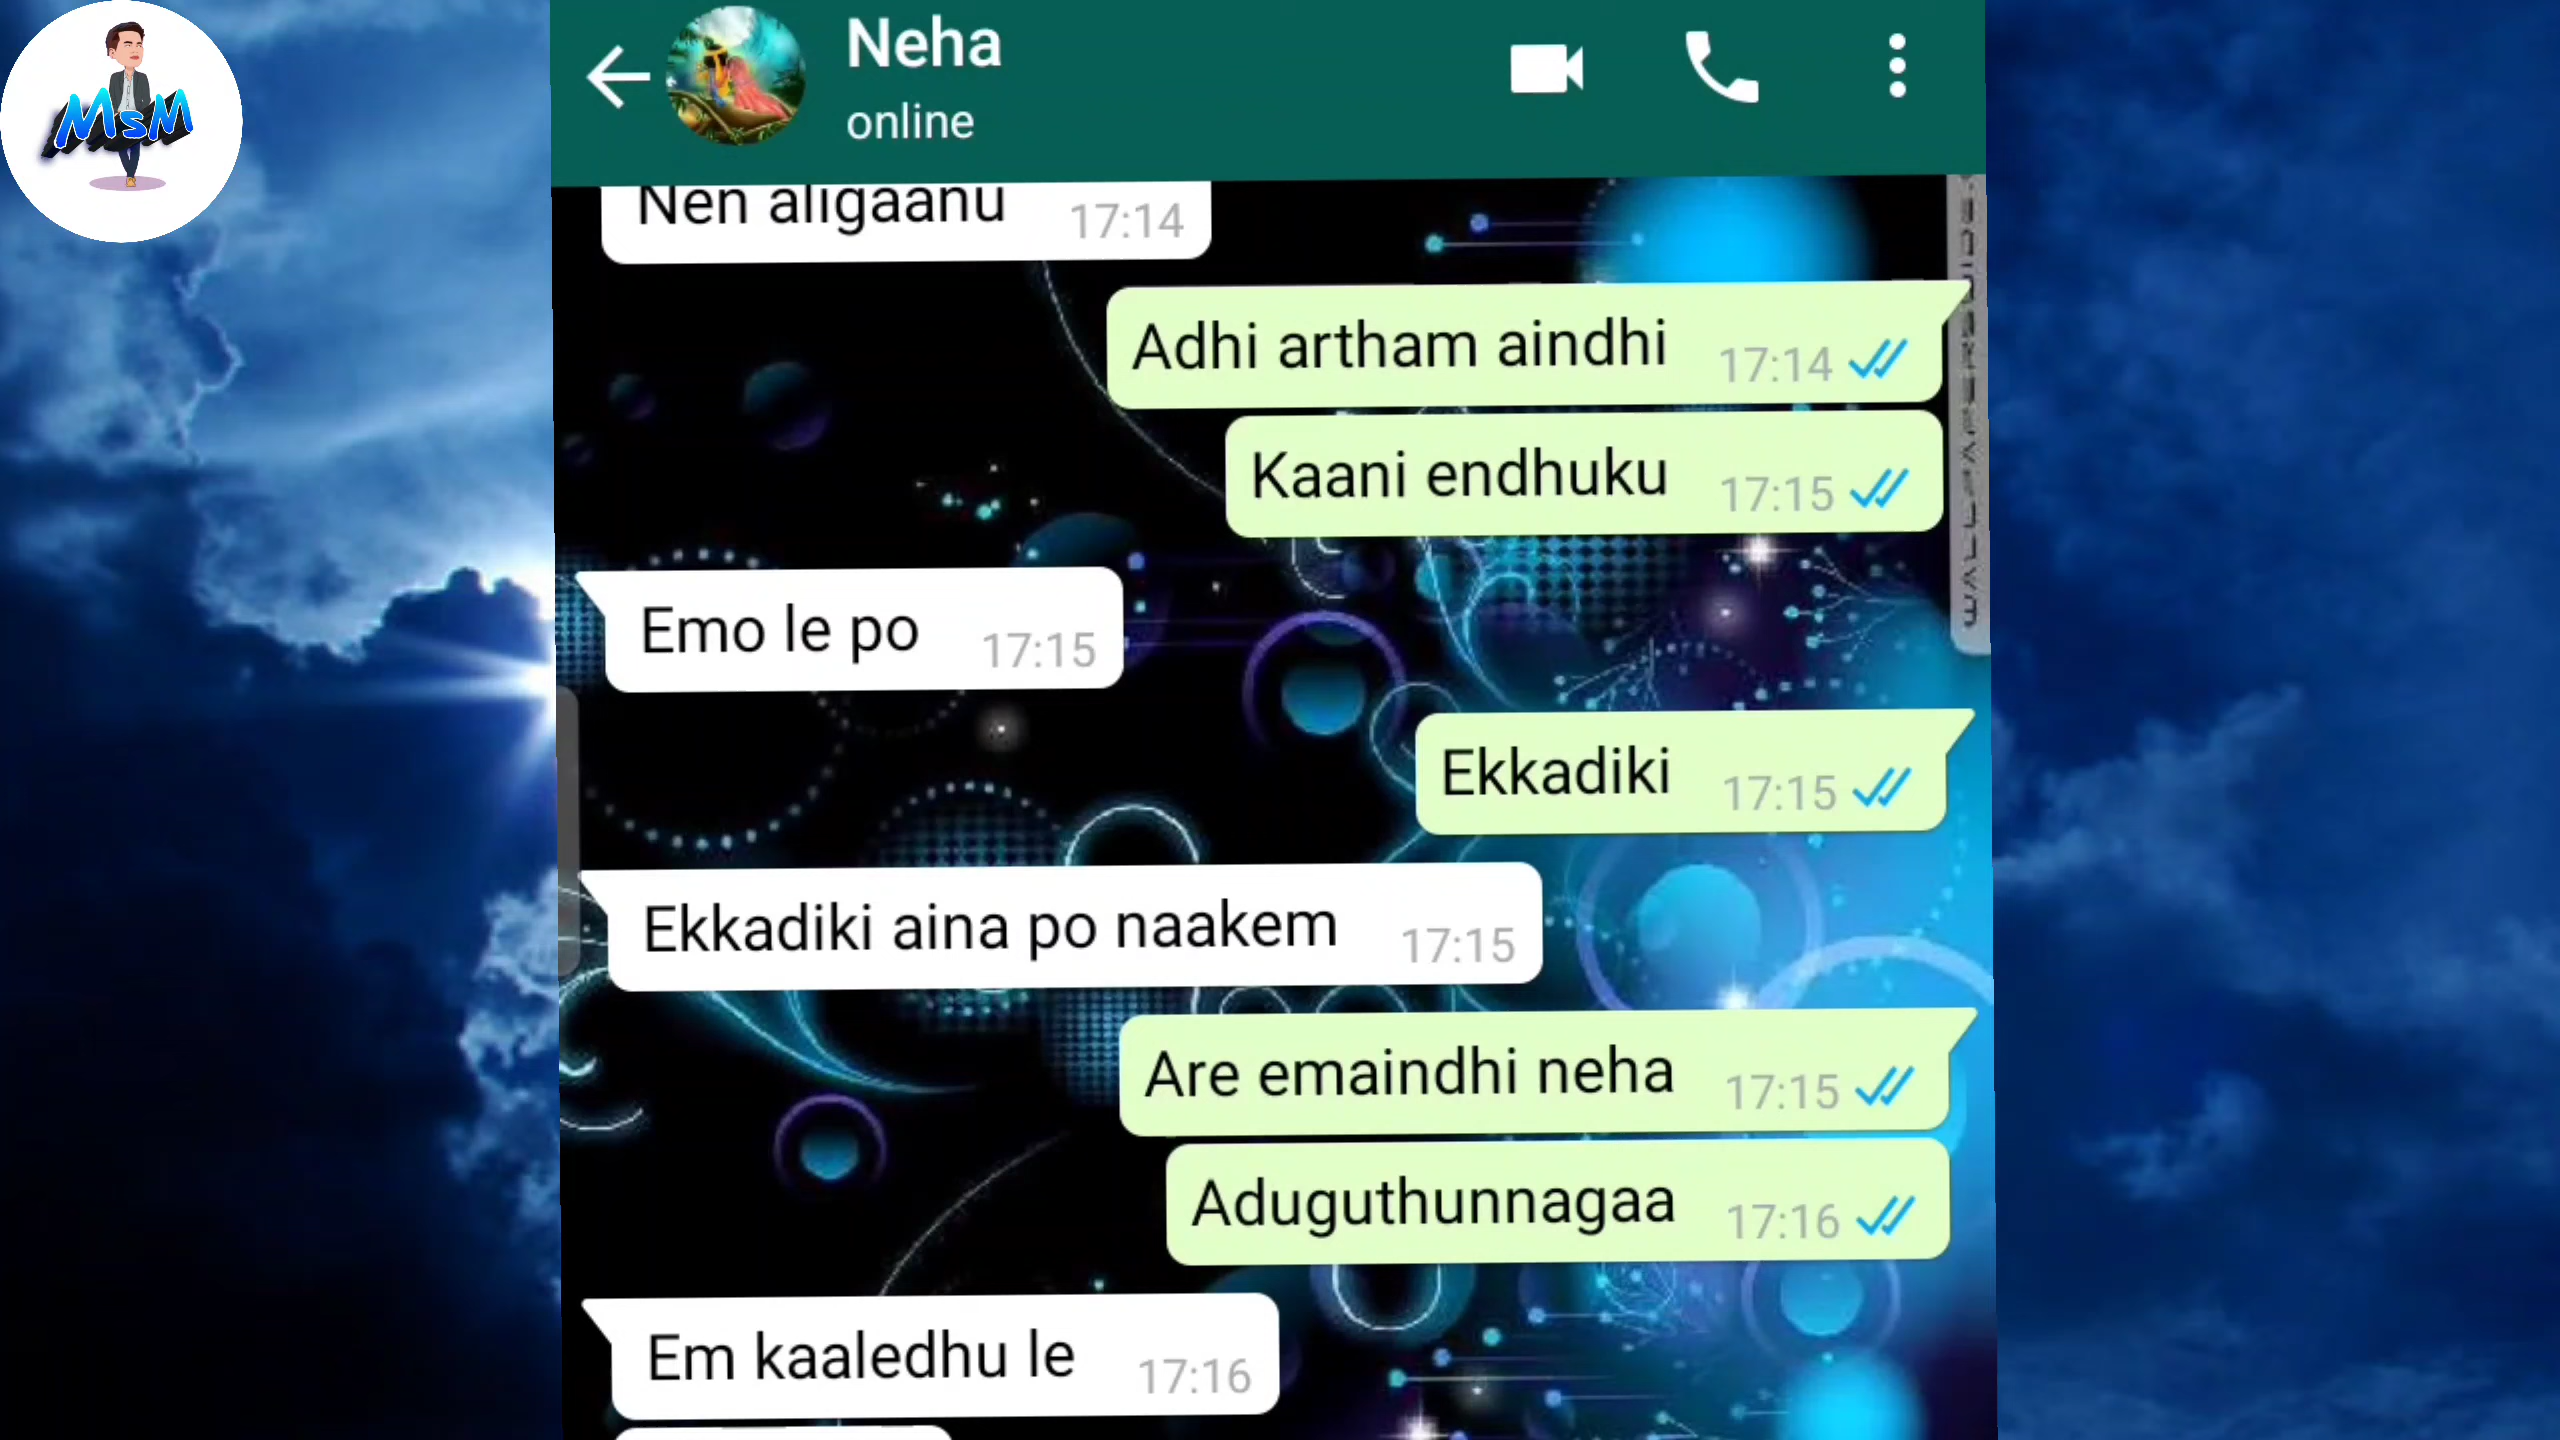 MSM
Neha
online
Nen aligaanu 17:14
Adhi artham aindhi 17:14
Kaani endhuku 17:15
Emo le po 17:15
Ekkadiki 17:15
Ekkadiki aina po naakem 17:15
Are emaindhi neha 17:15
Aduguthunnagaa 17:16
Em kaaledhu le 17:16